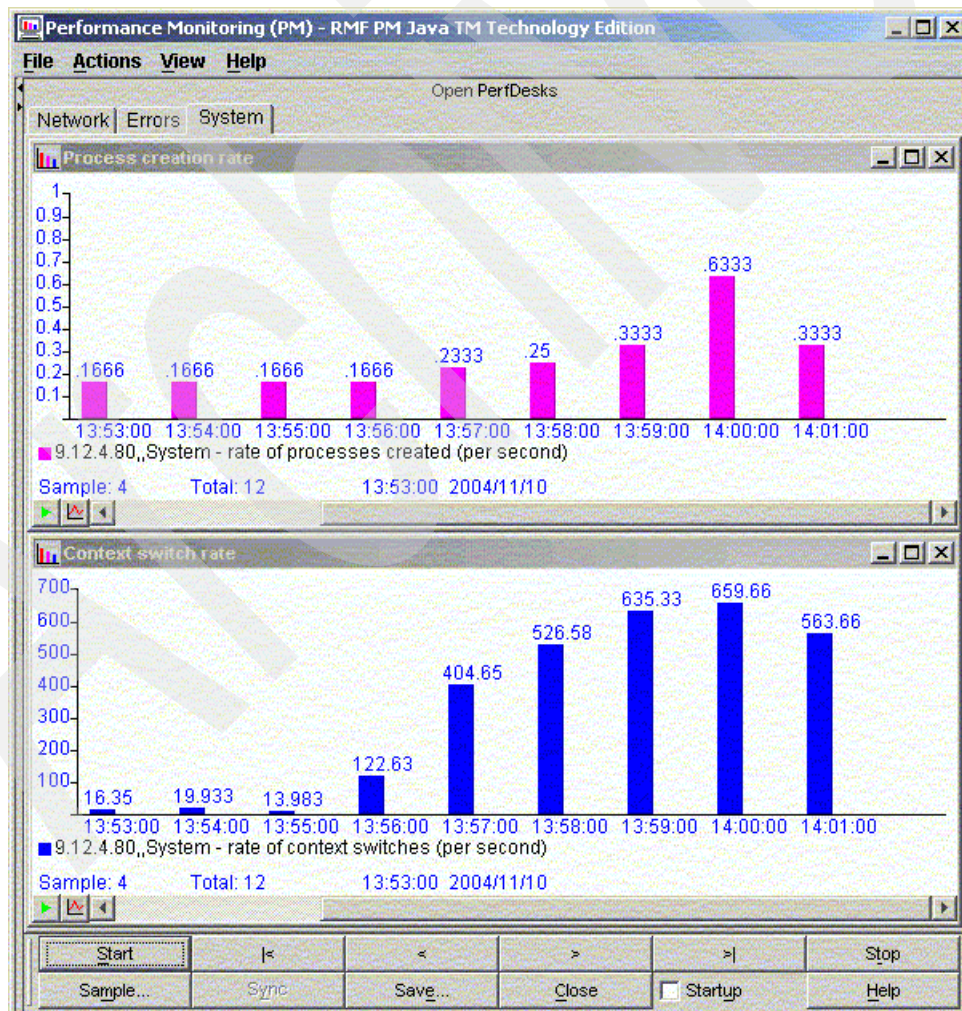 Performance Monitoring (PM) - RMF PM Java TM Technology Edition
File Actions View Help
Open PerfDesks
Network Errors System
Process creation rate
1
0.9
0.8
0.7
0.6
0.5
0.4
0.3
0.2
0.1
.1666 .1666 .1666 .1666 .2333 .25 .3333 .6333 .3333
13:53:00 13:54:00 13:55:00 13:56:00 13:57:00 13:58:00 13:59:00 14:00:00 14:01:00
9.12.4.80,,System - rate of processes created (per second)
Sample: 4 Total: 12 13:53:00 2004/11/10
Context switch rate
700
600
500
400
300
200
100
16.35 19.933 13.983 122.63 404.65 526.58 635.33 659.66 563.66
13:53:00 13:54:00 13:55:00 13:56:00 13:57:00 13:58:00 13:59:00 14:00:00 14:01:00
9.12.4.80,,System - rate of context switches (per second)
Sample: 4 Total: 12 13:53:00 2004/11/10
Start |< < > >| Stop
Sample... Sync Save... Close Startup Help